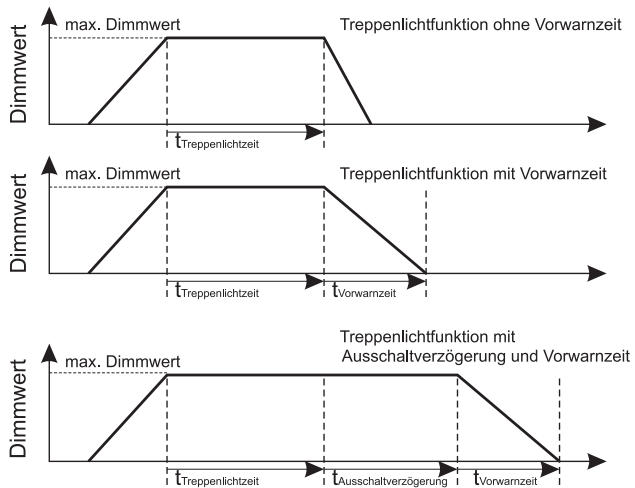 max. Dimmwert
Treppenlichtfunktion ohne Vorwarnzeit
Dimmwert
tTreppenlichtzeit
max. Dimmwert
Treppenlichtfunktion mit Vorwarnzeit
Dimmwert
tTreppenlichtzeit
tVorwarnzeit
Treppenlichtfunktion mit
Ausschaltverzögerung und Vorwarnzeit
max. Dimmwert
Dimmwert
tTreppenlichtzeit
tAusschaltverzögerung
tVorwarnzeit